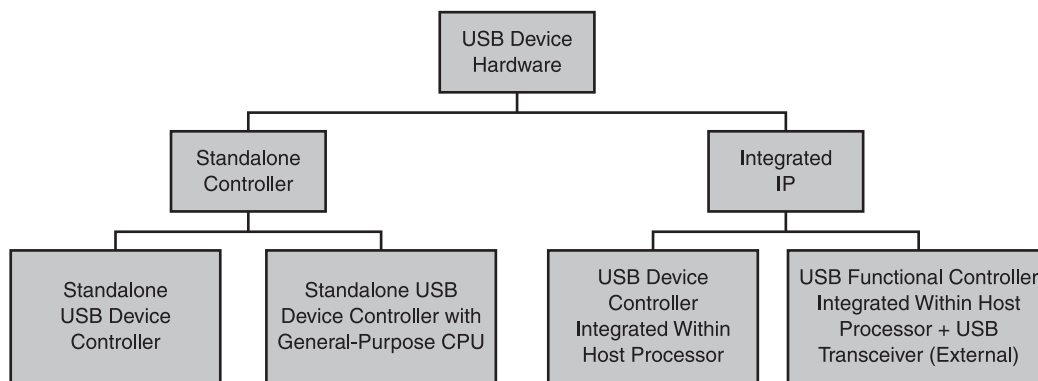 USB Device
Hardware
Standalone
Controller
Integrated
IP
Standalone
USB Device
Controller
Standalone USB
Device Controller with
General-Purpose CPU
USB Device
Controller
Integrated Within
Host Processor
USB Functional Controller
Integrated Within Host
Processor + USB
Transceiver (External)